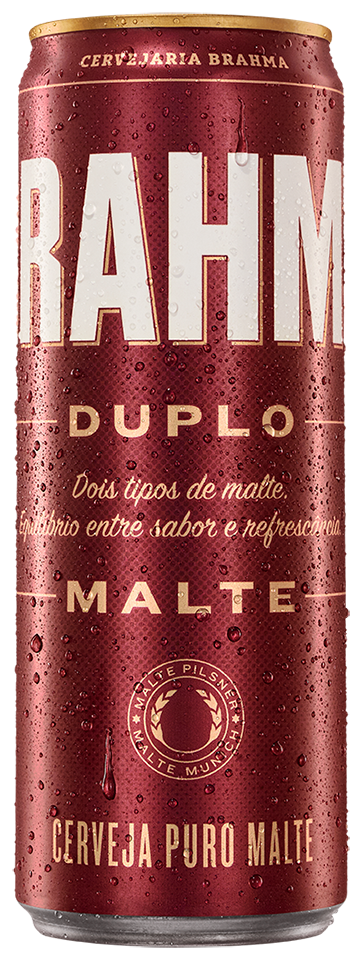 CERVEJARIA BRAHMA
RAHM
DUPLO
Dois tipos de malte.
Equilíbrio entre sabor e refrescância.
MALTE
MALTE PILSNER
MALTE MUNICH
CERVEJA PURO MALTE